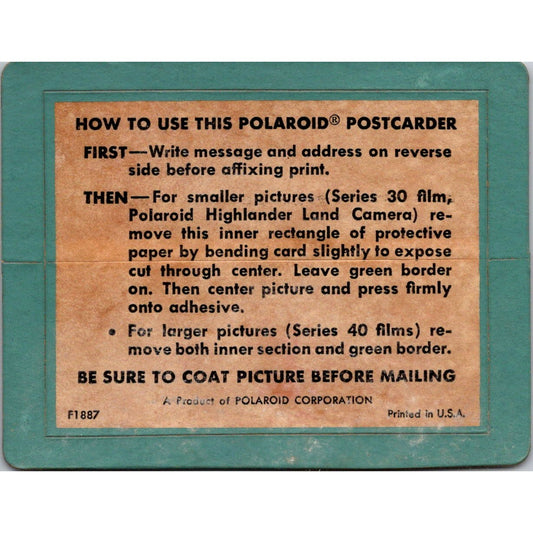 HOW TO USE THIS POLAROID® POSTCARDER
FIRST—Write message and address on reverse
side before affixing print.
THEN—For smaller pictures (Series 30 film,
Polaroid Highlander Land Camera) re-
move this inner rectangle of protective
paper by bending card slightly to expose
cut through center. Leave green border
on. Then center picture and press firmly
onto adhesive.
• For larger pictures (Series 40 films) re-
move both inner section and green border.
BE SURE TO COAT PICTURE BEFORE MAILING
A Product of POLAROID CORPORATION
F1887 Printed in U.S.A.